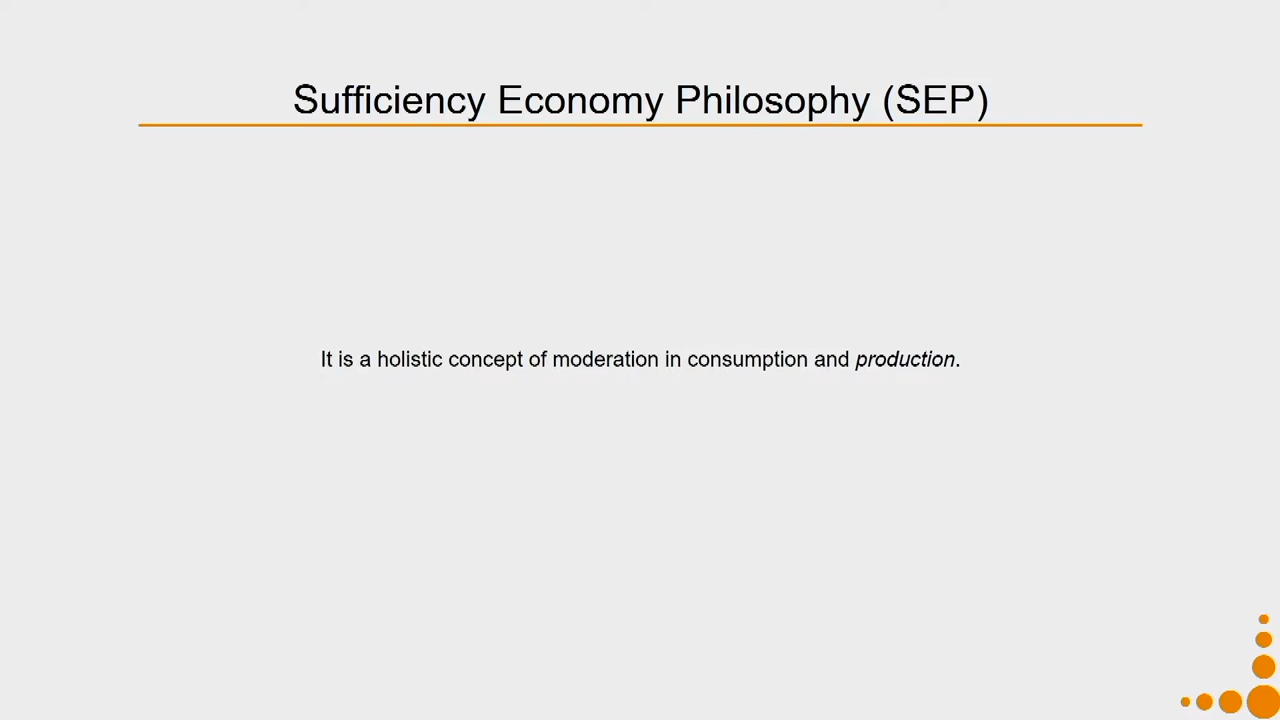 Sufficiency Economy Philosophy (SEP)
It is a holistic concept of moderation in consumption and production.